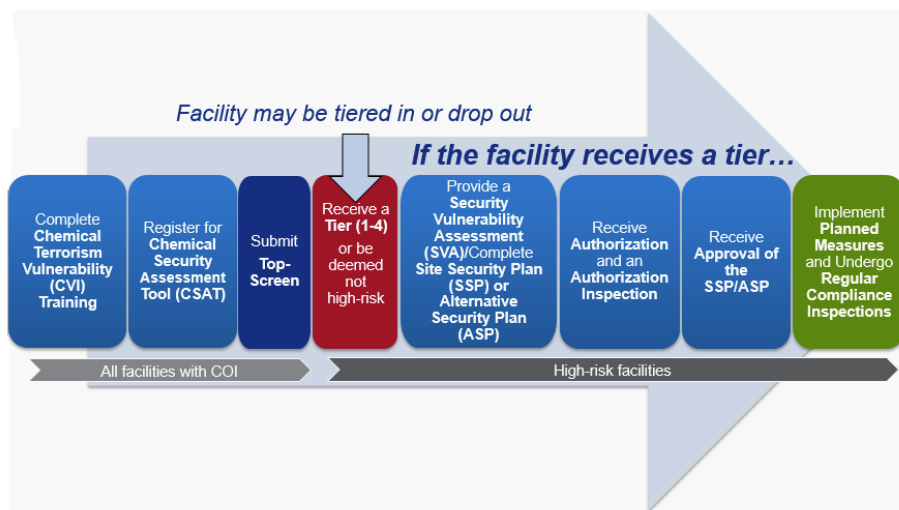 Facility may be tiered in or drop out
If the facility receives a tier…
Complete
Chemical
Terrorism
Vulnerability
(CVI)
Training
Register for
Chemical
Security
Assessment
Tool (CSAT)
Submit
Top-
Screen
Receive a
Tier (1-4)
or be
deemed
not
high-risk
Provide a
Security
Vulnerability
Assessment
(SVA)/Complete
Site Security Plan
(SSP) or
Alternative
Security Plan
(ASP)
Receive
Authorization
and an
Authorization
Inspection
Receive
Approval of
the
SSP/ASP
Implement
Planned
Measures
and Undergo
Regular
Compliance
Inspections
All facilities with COI
High-risk facilities